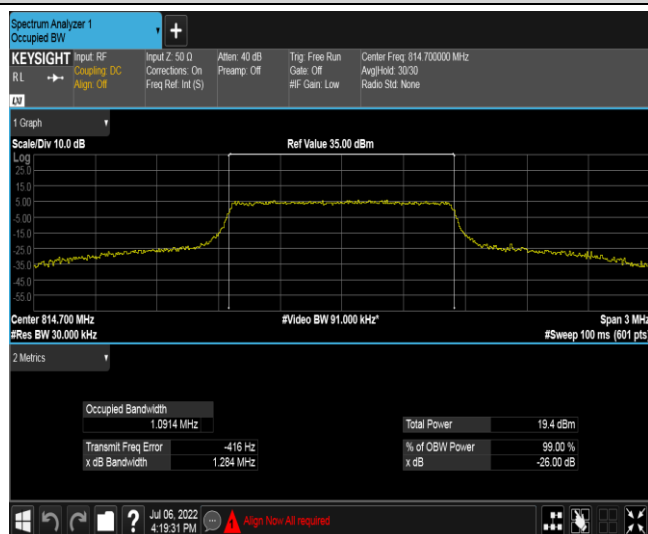 Spectrum Analyzer 1
Occupied BW
+
KEYSIGHT Input: RF Input Z: 50 Ω Atten: 40 dB Trig: Free Run Center Freq: 814.700000 MHz
RL Coupling: DC Corrections: On Preamp: Off Gate: Off Avg|Hold: 30/30
Align: Off Freq Ref: Int (S) #IF Gain: Low Radio Std: None
LXI
1 Graph
Scale/Div 10.0 dB Ref Value 35.00 dBm
Log
25.0
15.0
5.00
-5.00
-15.0
-25.0
-35.0
-45.0
-55.0
Center 814.700 MHz #Video BW 91.000 kHz* Span 3 MHz
#Res BW 30.000 kHz #Sweep 100 ms (601 pts)
2 Metrics
Occupied Bandwidth
1.0914 MHz Total Power 19.4 dBm
Transmit Freq Error -416 Hz % of OBW Power 99.00 %
x dB Bandwidth 1.284 MHz x dB -26.00 dB
? Jul 06, 2022
4:19:31 PM
Align Now All required